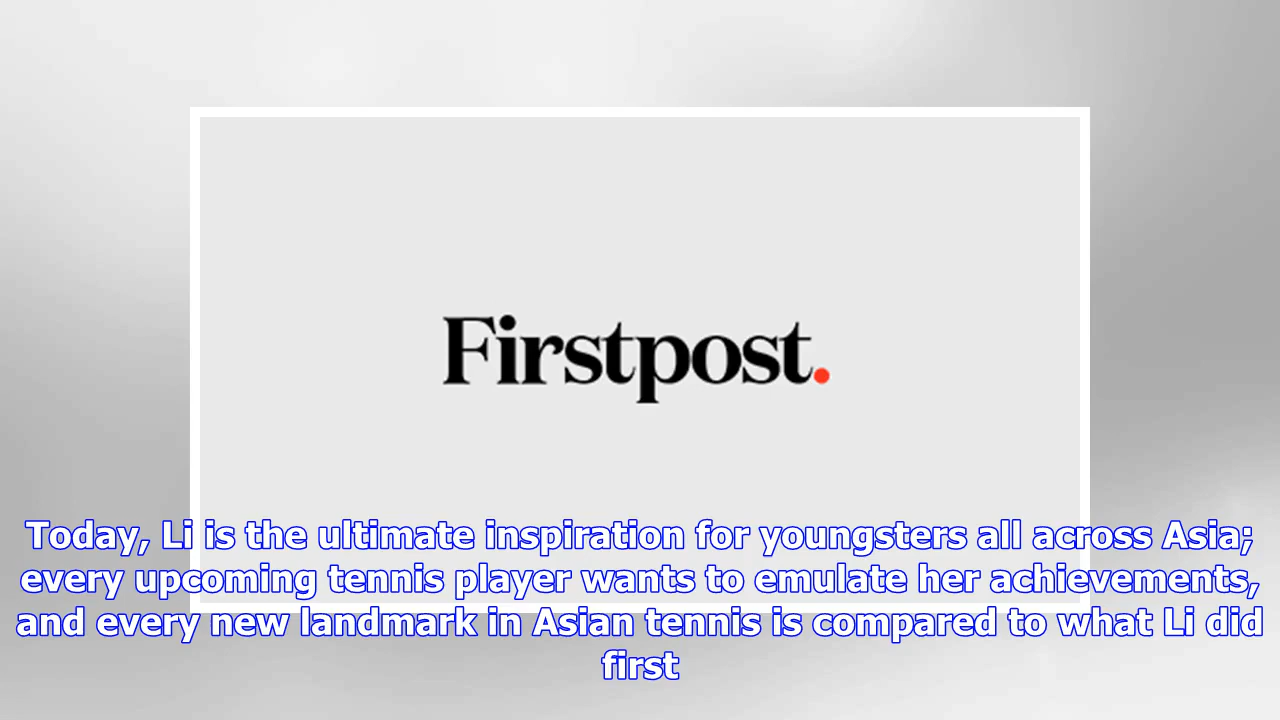 Firstpost.
Today, Li is the ultimate inspiration for youngsters all across Asia;
every upcoming tennis player wants to emulate her achievements,
and every new landmark in Asian tennis is compared to what Li did
first